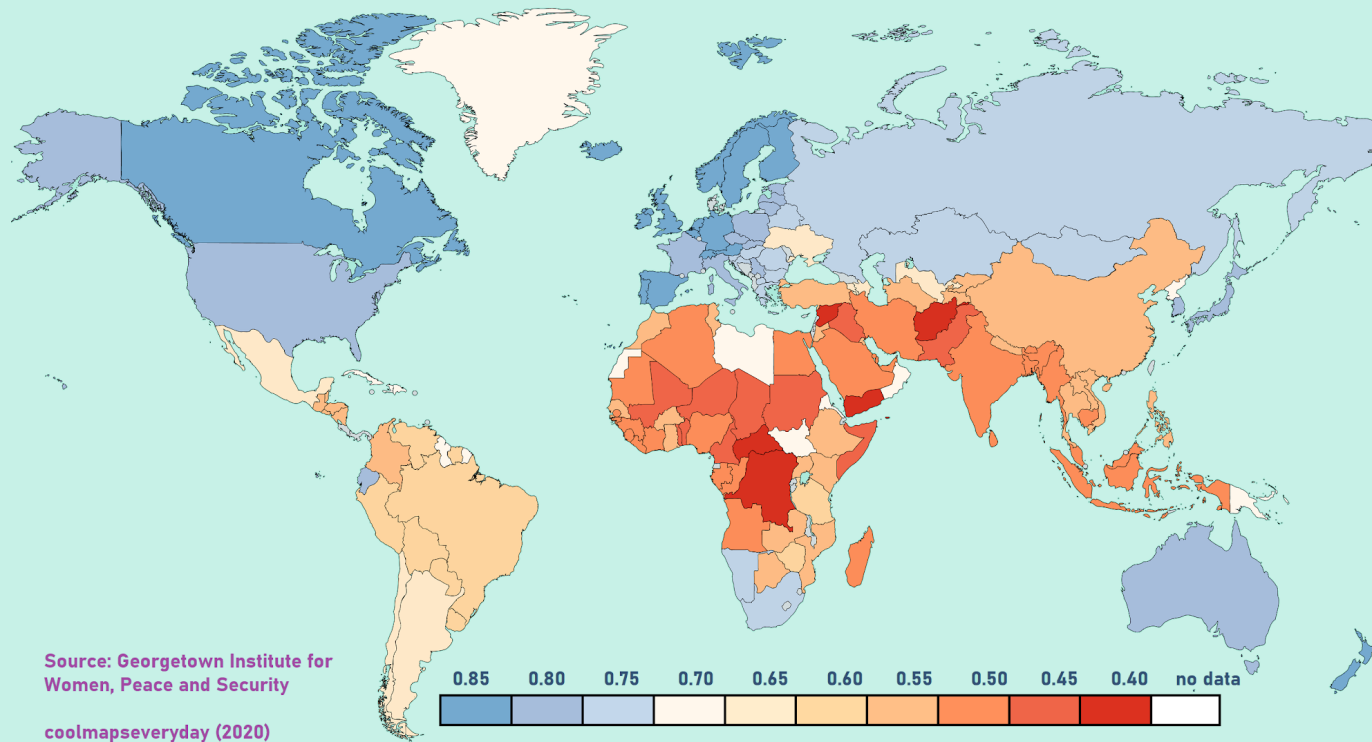 Source: Georgetown Institute for
Women, Peace and Security
coolmapseveryday (2020)
0.85 0.80 0.75 0.70 0.65 0.60 0.55 0.50 0.45 0.40 no data